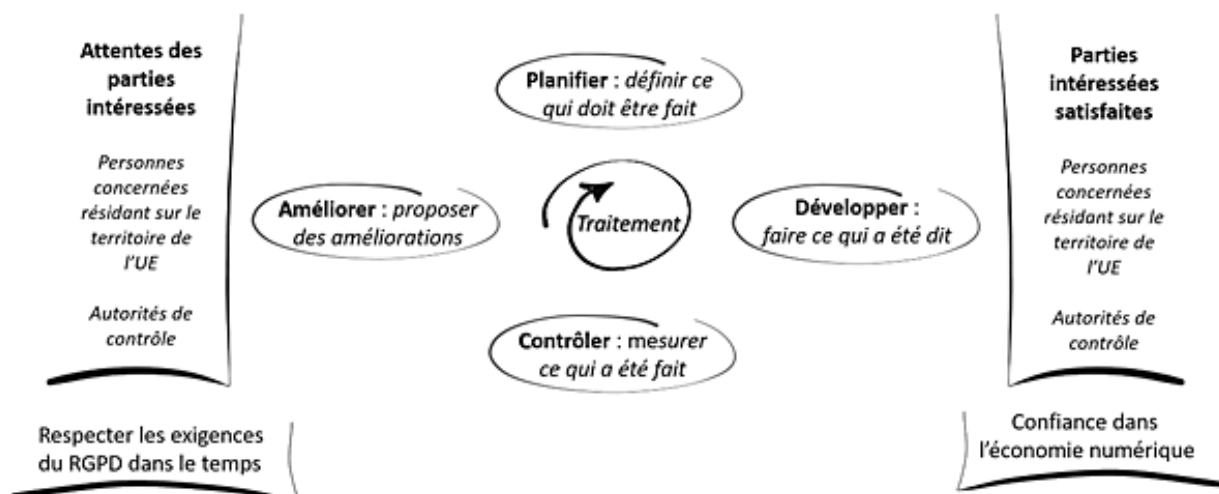 Attentes des
parties
intéressées
Personnes
concernées
résidant sur le
territoire de
l'UE
Autorités de
contrôle
Respecter les exigences
du RGPD dans le temps
Planifier : définir ce
qui doit être fait
Améliorer : proposer
des améliorations
Traitement
Développer :
faire ce qui a été dit
Contrôler : mesurer
ce qui a été fait
Parties
intéressées
satisfaites
Personnes
concernées
résidant sur le
territoire de
l'UE
Autorités de
contrôle
Confiance dans
l'économie numérique